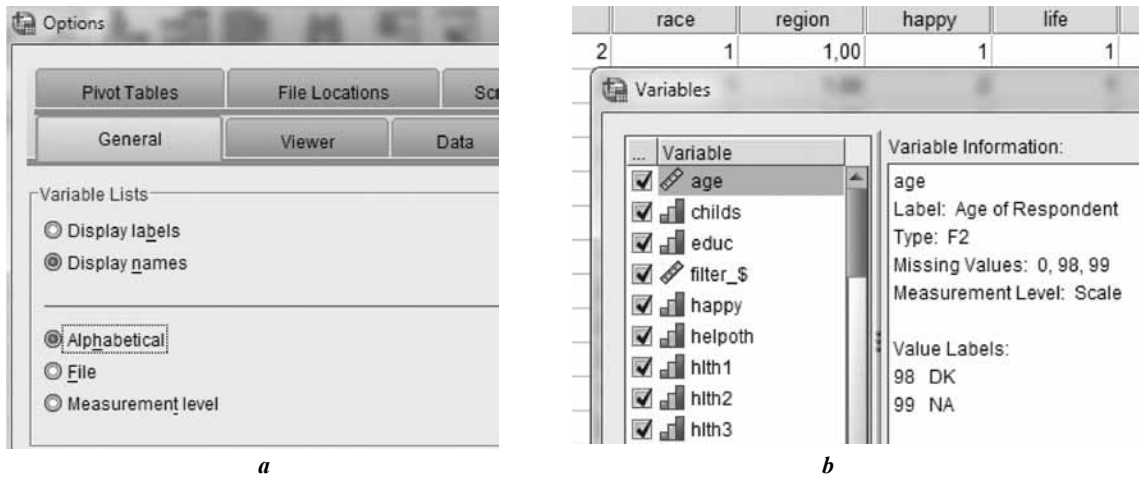 Options
Pivot Tables File Locations
General Viewer Data
Variable Lists
Display labels
Display names
Alphabetical
File
Measurement level
a
race region happy life
2 1 1,00 1 1
Variables
... Variable
age
childs
educ
filter_$
happy
helpoth
hlth1
hlth2
hlth3
Variable Information:
age
Label: Age of Respondent
Type: F2
Missing Values: 0, 98, 99
Measurement Level: Scale
Value Labels:
98 DK
99 NA
b